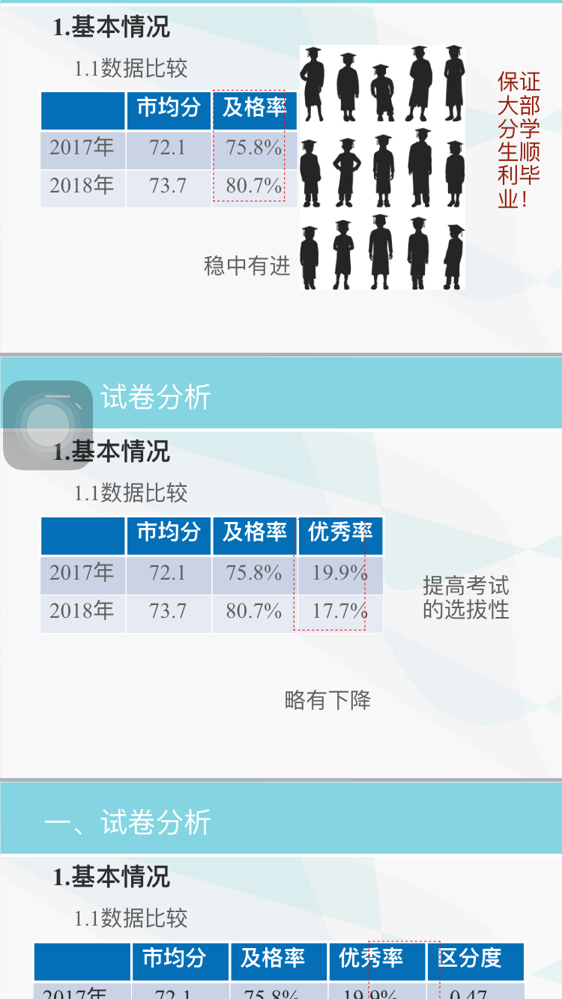 1.基本情况
1.1数据比较
市均分 及格率
2017年 72.1 75.8%
2018年 73.7 80.7%
保证
大部
分学
生顺
利毕
业！
稳中有进
一、试卷分析
1.基本情况
1.1数据比较
市均分 及格率 优秀率
2017年 72.1 75.8% 19.9%
2018年 73.7 80.7% 17.7%
提高考试
的选拔性
略有下降
一、试卷分析
1.基本情况
1.1数据比较
市均分 及格率 优秀率 区分度
2017年 72.1 75.8% 19.9% 0.47